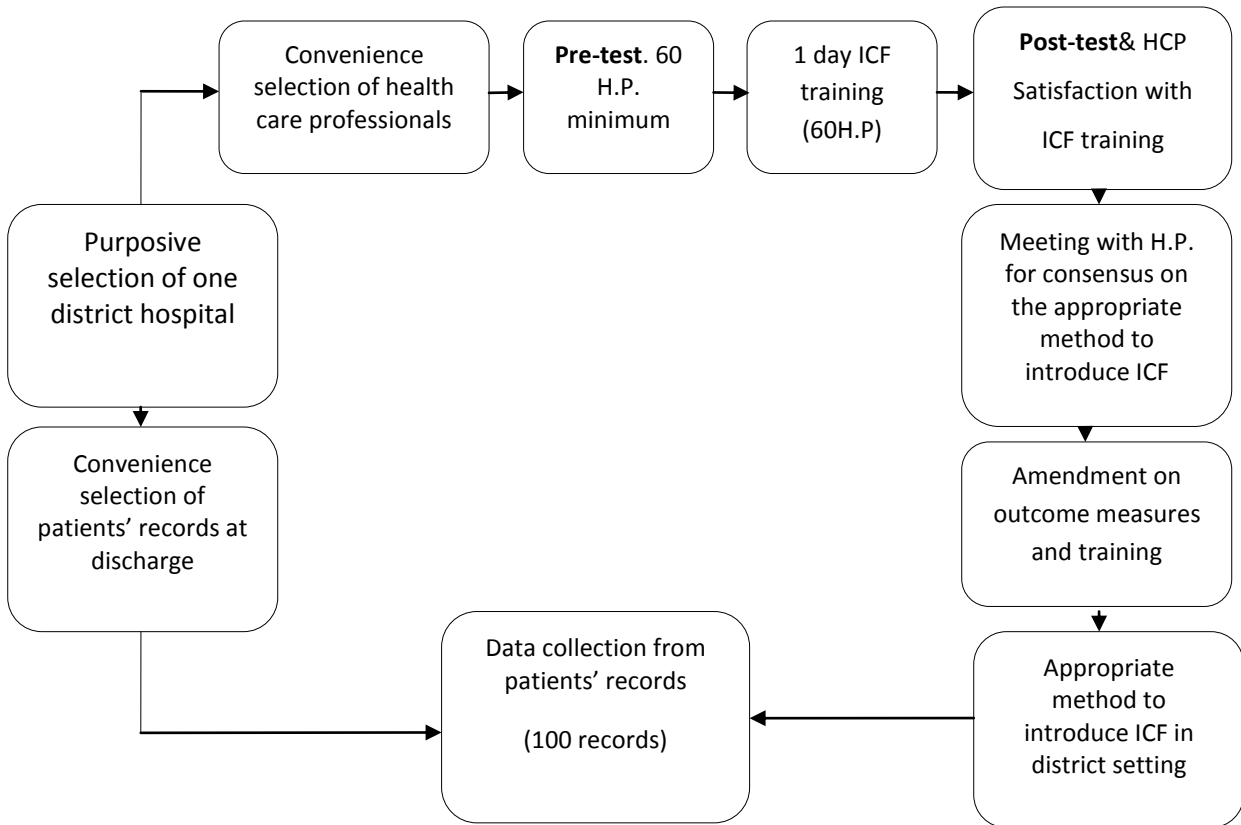 Convenience
selection of health
care professionals
Pre-test. 60
H.P.
minimum
1 day ICF
training
(60H.P)
Post-test& HCP
Satisfaction with
ICF training
Purposive
selection of one
district hospital
Meeting with H.P.
for consensus on
the appropriate
method to
introduce ICF
Convenience
selection of
patients’ records at
discharge
Amendment on
outcome measures
and training
Data collection from
patients’ records
(100 records)
Appropriate
method to
introduce ICF in
district setting